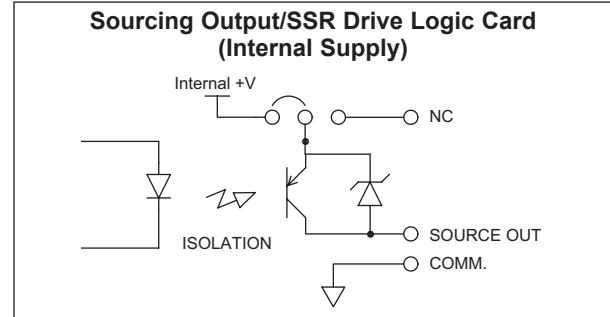 Sourcing Output/SSR Drive Logic Card
(Internal Supply)
Internal +V
NC
ISOLATION
SOURCE OUT
COMM.